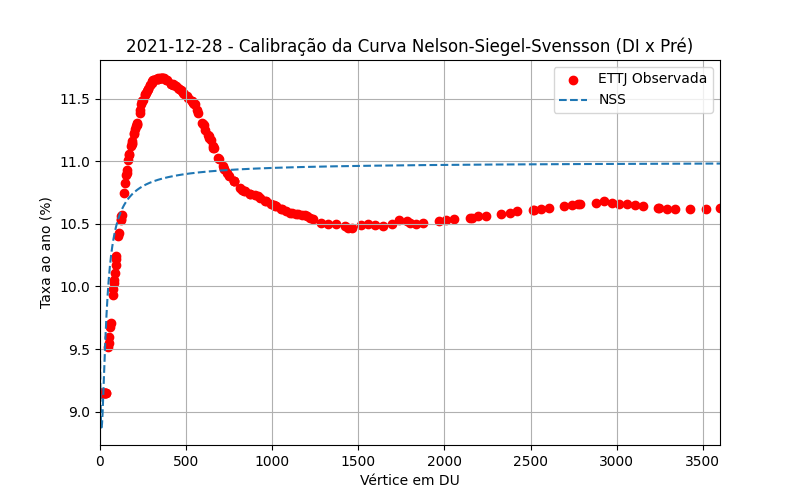 2021-12-28 - Calibração da Curva Nelson-Siegel-Svensson (DI x Pré)
ETTJ Observada
NSS
Taxa ao ano (%)
11.5
11.0
10.5
10.0
9.5
9.0
0 500 1000 1500 2000 2500 3000 3500
Vértice em DU